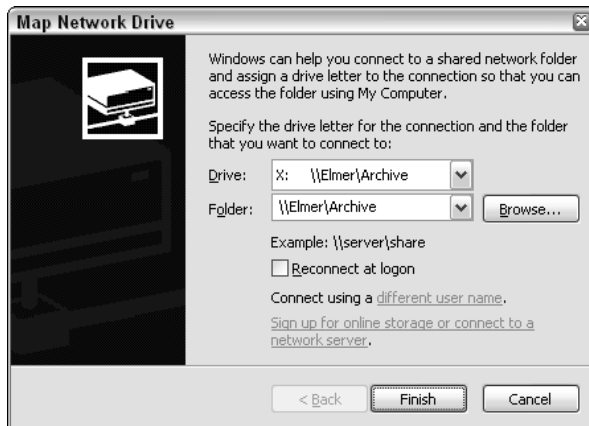 Map Network Drive
Windows can help you connect to a shared network folder
and assign a drive letter to the connection so that you can
access the folder using My Computer.
Specify the drive letter for the connection and the folder
that you want to connect to:
Drive: X: \\Elmer\Archive
Folder: \\Elmer\Archive Browse...
Example: \\server\share
Reconnect at logon
Connect using a different user name.
Sign up for online storage or connect to a
network server.
< Back Finish Cancel